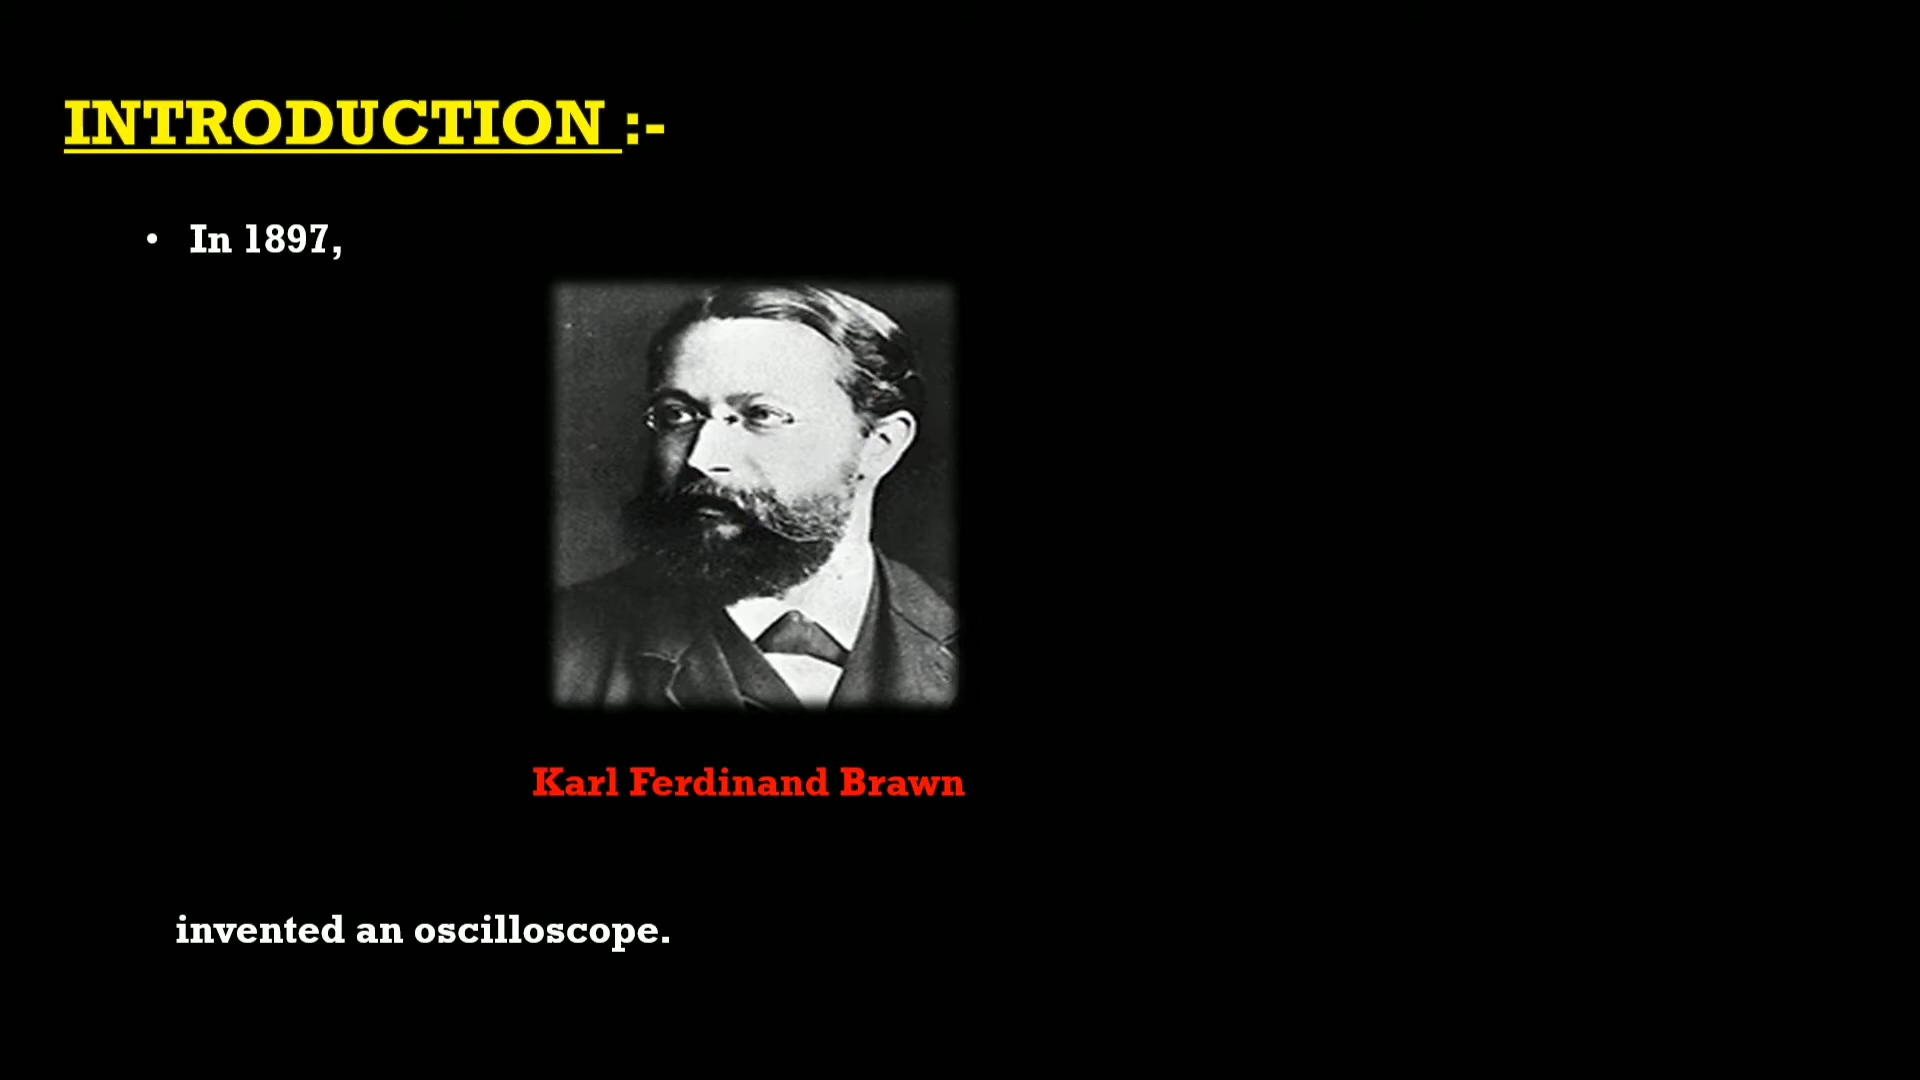 INTRODUCTION :-
• In 1897,
Karl Ferdinand Brawn
invented an oscilloscope.